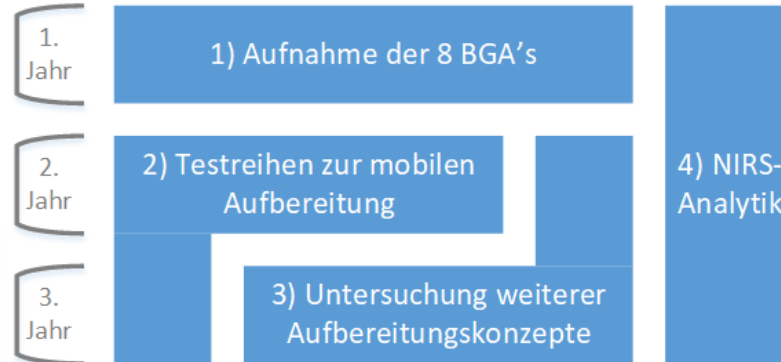 1.
Jahr
1) Aufnahme der 8 BGA's
2.
Jahr
2) Testreihen zur mobilen
Aufbereitung
4) NIRS-
Analytik
3.
Jahr
3) Untersuchung weiterer
Aufbereitungskonzepte